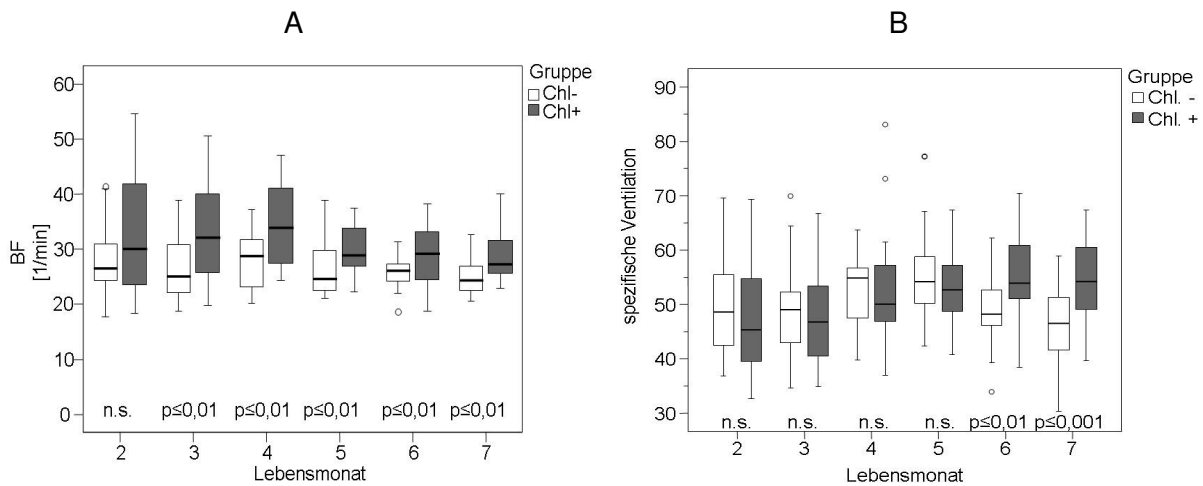 A
BF
[1/min]
60
50
40
30
20
10
0
n.s. p≤0,01 p≤0,01 p≤0,01 p≤0,01 p≤0,01
2 3 4 5 6 7
Lebensmonat
Gruppe
Chl-
Chl+
B
spezifische Ventilation
90
80
70
60
50
40
30
n.s. n.s. n.s. n.s. p≤0,01 p≤0,001
2 3 4 5 6 7
Lebensmonat
Gruppe
Chl. -
Chl. +